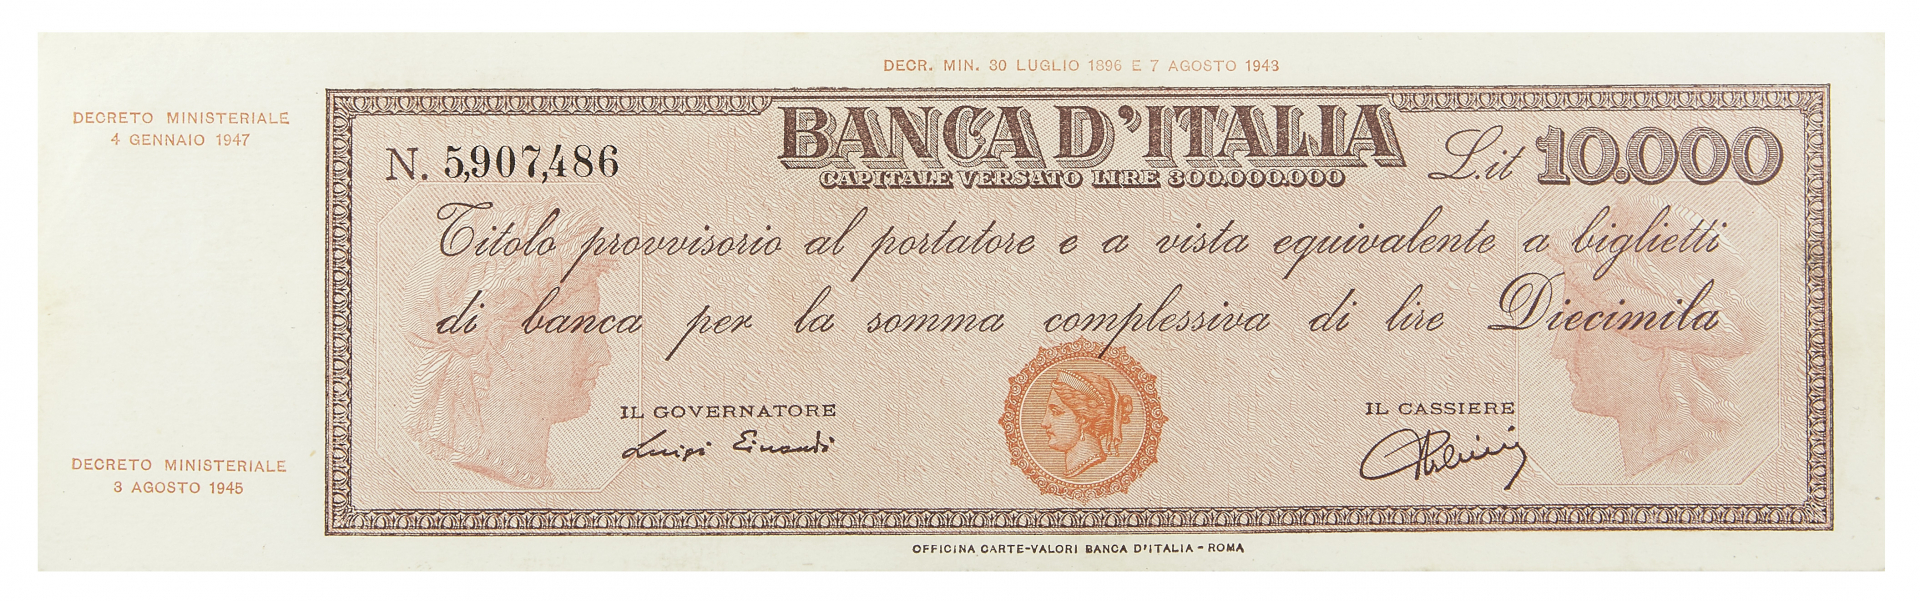 DECR. MIN. 30 LUGLIO 1896 E 7 AGOSTO 1943
DECRETO MINISTERIALE
4 GENNAIO 1947
BANCA D'ITALIA
CAPITALE VERSATO LIRE 300.000.000
N. 5,907,486
L.it 10.000
Titolo provvisorio al portatore e a vista equivalente a biglietti
di banca per la somma complessiva di lire Diecimila
IL GOVERNATORE
Luigi Einaudi
IL CASSIERE
DECRETO MINISTERIALE
3 AGOSTO 1945
OFFICINA CARTE-VALORI BANCA D'ITALIA - ROMA